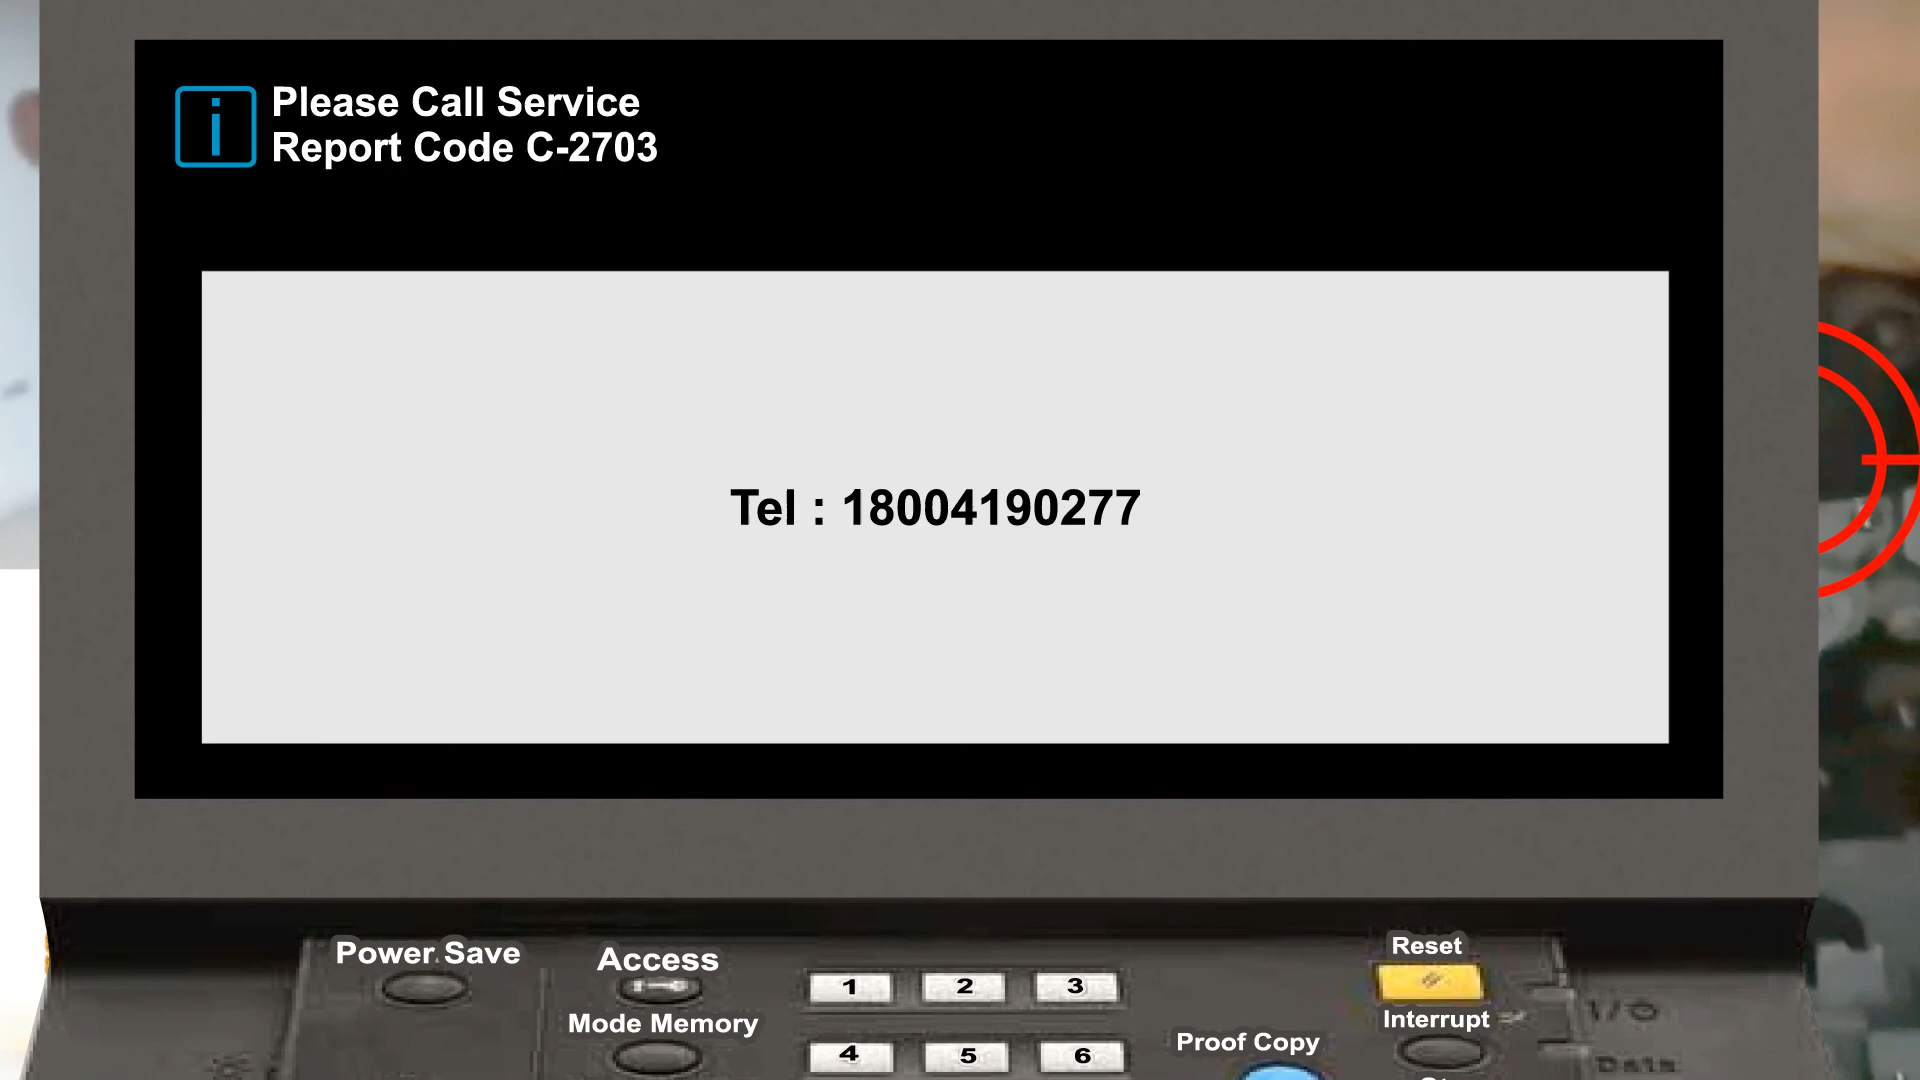 i
Please Call Service
Report Code C-2703
Tel : 18004190277
Power Save
Access
Mode Memory
1 2 3
4 5 6
Proof Copy
Reset
Interrupt
I/O
Data